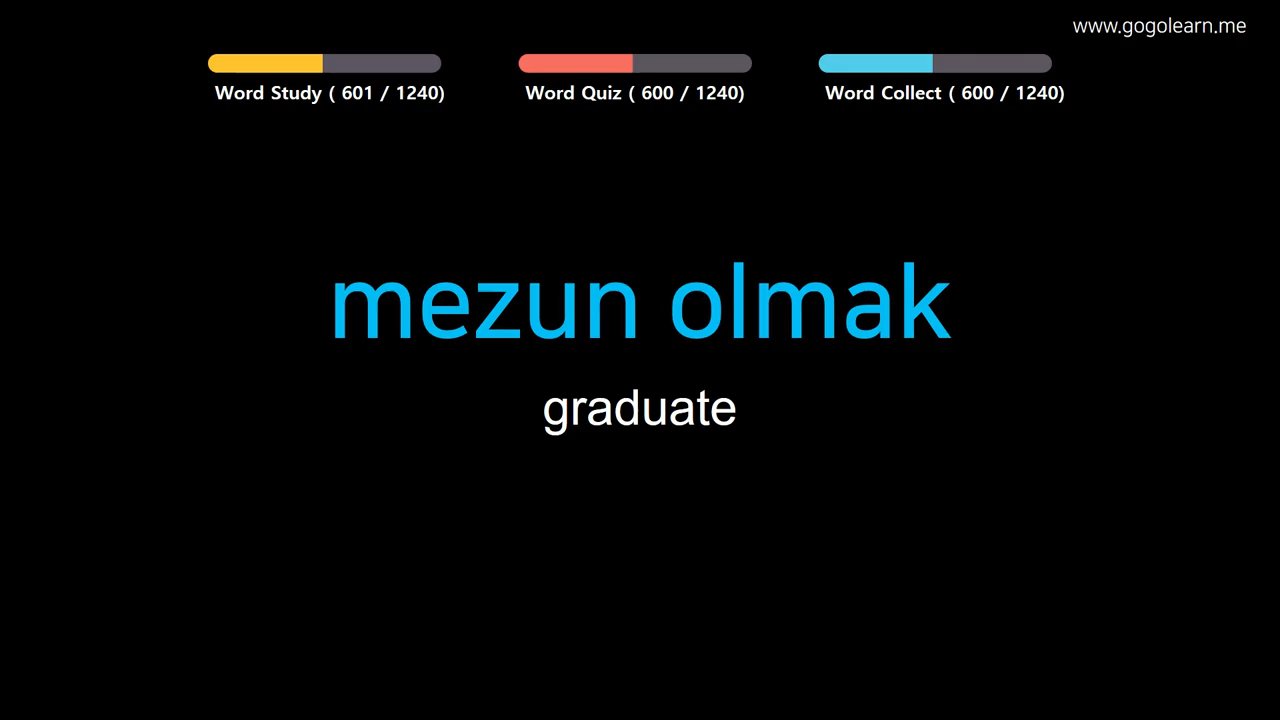 www.gogolearn.me
Word Study ( 601 / 1240)
Word Quiz ( 600 / 1240)
Word Collect ( 600 / 1240)
mezun olmak
graduate